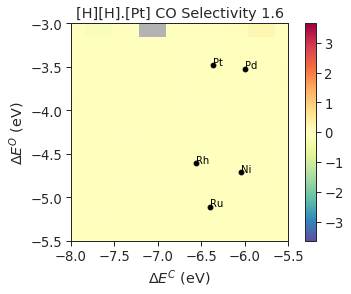 [H][H].[Pt] CO Selectivity 1.6
−3.0
−3.5
−4.0
−4.5
−5.0
−5.5
ΔE^O (eV)
Pt
Pd
Rh
Ni
Ru
−8.0 −7.5 −7.0 −6.5 −6.0 −5.5
ΔE^C (eV)
3
2
1
0
−1
−2
−3